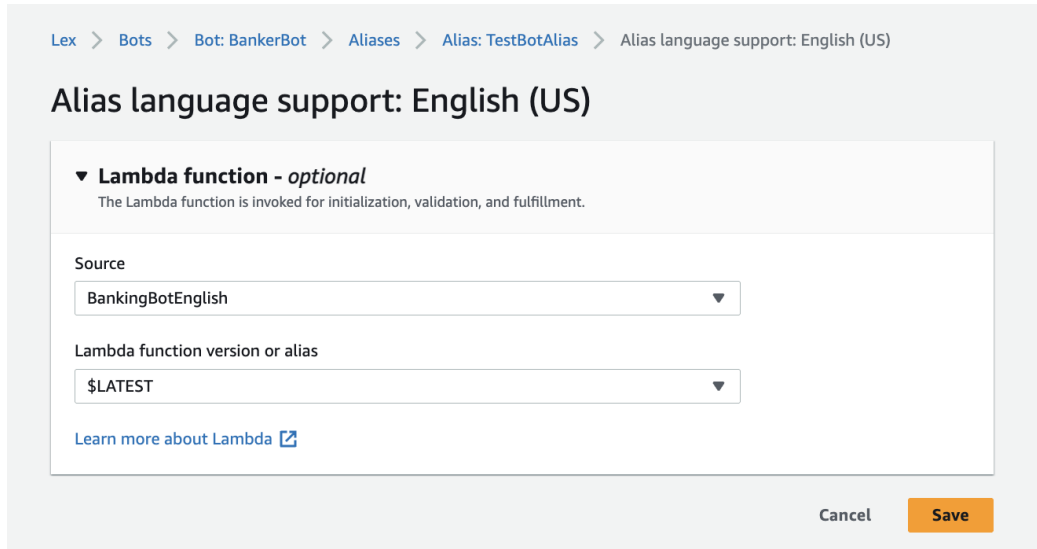 Lex > Bots > Bot: BankerBot > Aliases > Alias: TestBotAlias > Alias language support: English (US)
Alias language support: English (US)
Lambda function - optional
The Lambda function is invoked for initialization, validation, and fulfillment.
Source
BankingBotEnglish
Lambda function version or alias
$LATEST
Learn more about Lambda
Cancel Save